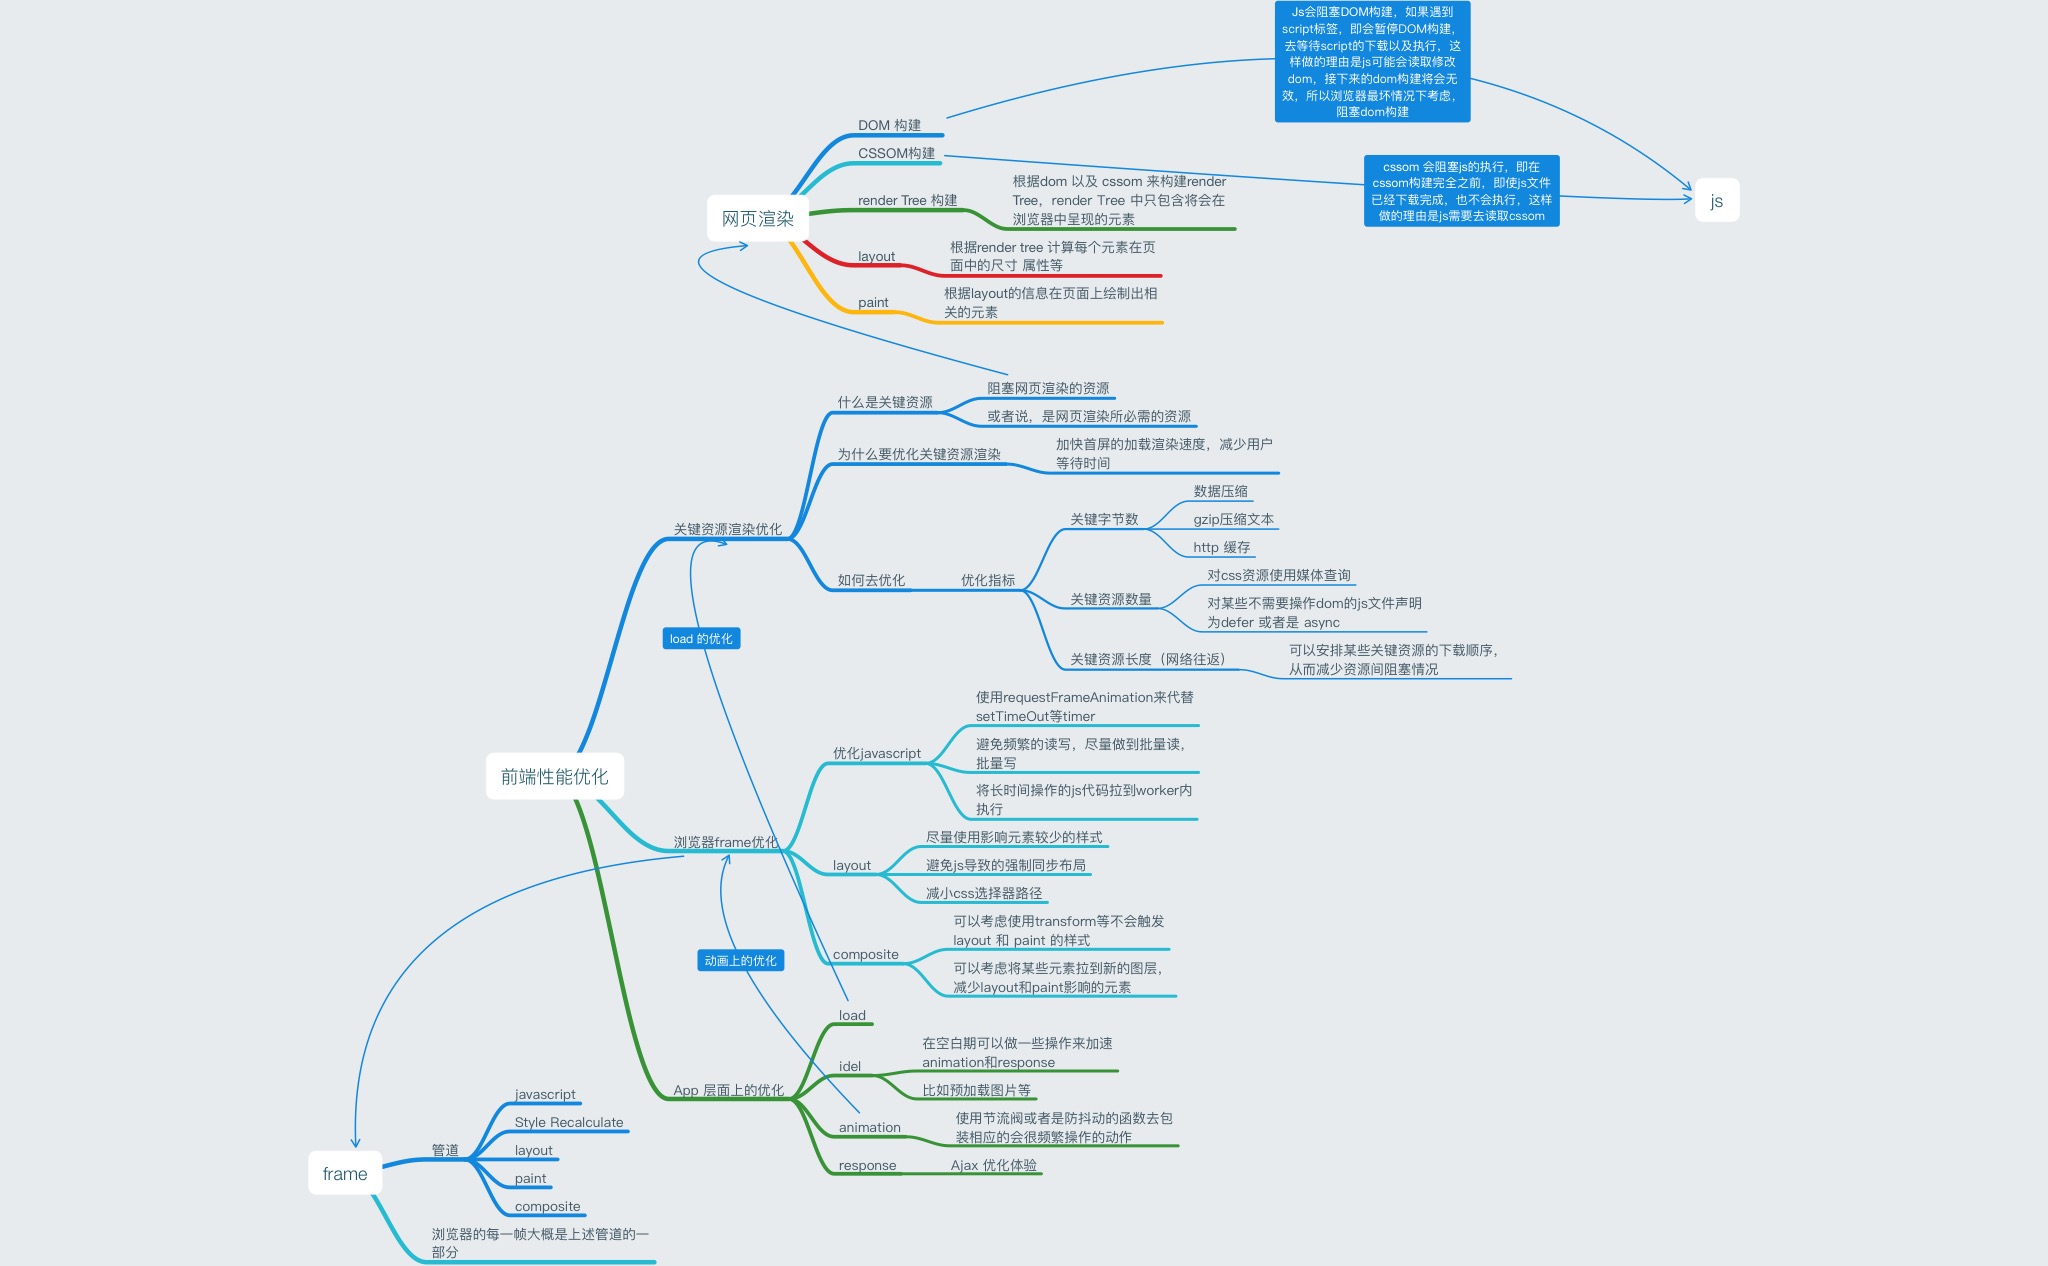 Js会阻塞DOM构建，如果遇到
script标签，即会暂停DOM构建，
去等待script的下载以及执行，这
样做的理由是js可能会读取修改
dom，接下来的dom构建将会无
效，所以浏览器最坏情况下考虑，
阻塞dom构建
DOM 构建
CSSOM构建
cssom 会阻塞js的执行，即在
cssom构建完全之前，即使js文件
已经下载完成，也不会执行，这样
做的理由是js需要去读取cssom
js
网页渲染
render Tree 构建
根据dom 以及 cssom 来构建render
Tree，render Tree 中只包含将会在
浏览器中呈现的元素
layout
根据render tree 计算每个元素在页
面中的尺寸 属性等
paint
根据layout的信息在页面上绘制出相
关的元素
什么是关键资源
阻塞网页渲染的资源
或者说，是网页渲染所必需的资源
为什么要优化关键资源渲染
加快首屏的加载渲染速度，减少用户
等待时间
关键资源渲染优化
如何去优化
优化指标
关键字节数
数据压缩
gzip压缩文本
http 缓存
关键资源数量
对css资源使用媒体查询
对某些不需要操作dom的js文件声明
为defer 或者是 async
关键资源长度（网络往返）
可以安排某些关键资源的下载顺序，
从而减少资源间阻塞情况
load 的优化
前端性能优化
浏览器frame优化
优化javascript
使用requestFrameAnimation来代替
setTimeOut等timer
避免频繁的读写，尽量做到批量读，
批量写
将长时间操作的js代码拉到worker内
执行
layout
尽量使用影响元素较少的样式
避免js导致的强制同步布局
减小css选择器路径
composite
可以考虑使用transform等不会触发
layout 和 paint 的样式
可以考虑将某些元素拉到新的图层，
减少layout和paint影响的元素
动画上的优化
App 层面上的优化
load
idel
在空白期可以做一些操作来加速
animation和response
比如预加载图片等
animation
使用节流阀或者是防抖动的函数去包
装相应的会很频繁操作的动作
response
Ajax 优化体验
frame
管道
javascript
Style Recalculate
layout
paint
composite
浏览器的每一帧大概是上述管道的一
部分